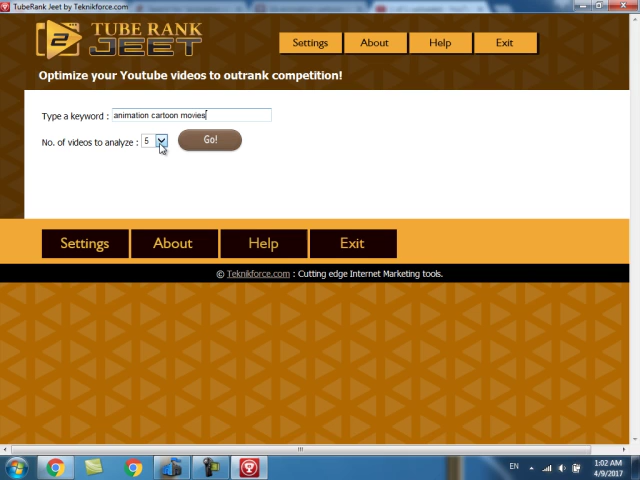 TubeRank Jeet by Teknikforce.com
2 TUBE RANK
JEET
Settings About Help Exit
Optimize your Youtube videos to outrank competition!
Type a keyword : animation cartoon movies
No. of videos to analyze : 5 Go!
Settings About Help Exit
© Teknikforce.com : Cutting edge Internet Marketing tools.
EN 1:02 AM
4/9/2017